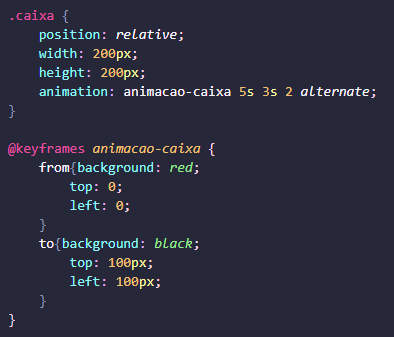 .caixa {
    position: relative;
    width: 200px;
    height: 200px;
    animation: animacao-caixa 5s 3s 2 alternate;
}

@keyframes animacao-caixa {
    from{background: red;
        top: 0;
        left: 0;
    }
    to{background: black;
        top: 100px;
        left: 100px;
    }
}